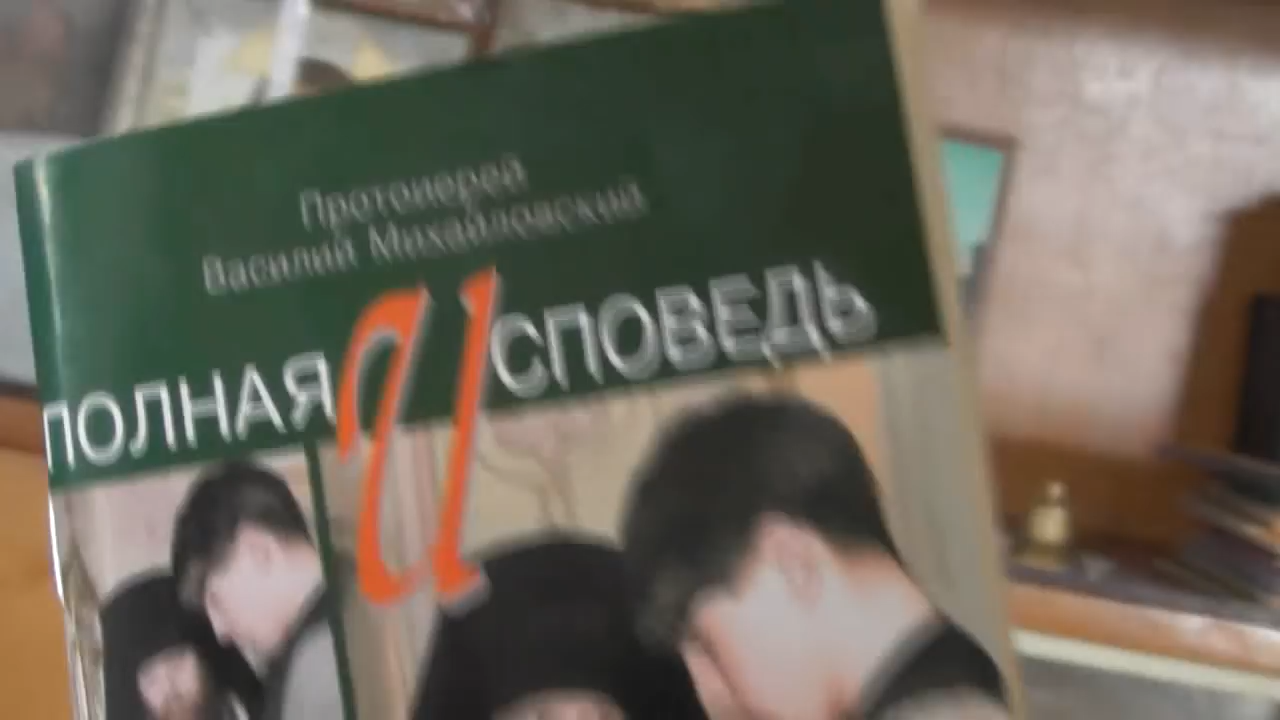 Протоиерей
Василий Михайловский
ПОЛНАЯ ИСПОВЕДЬ